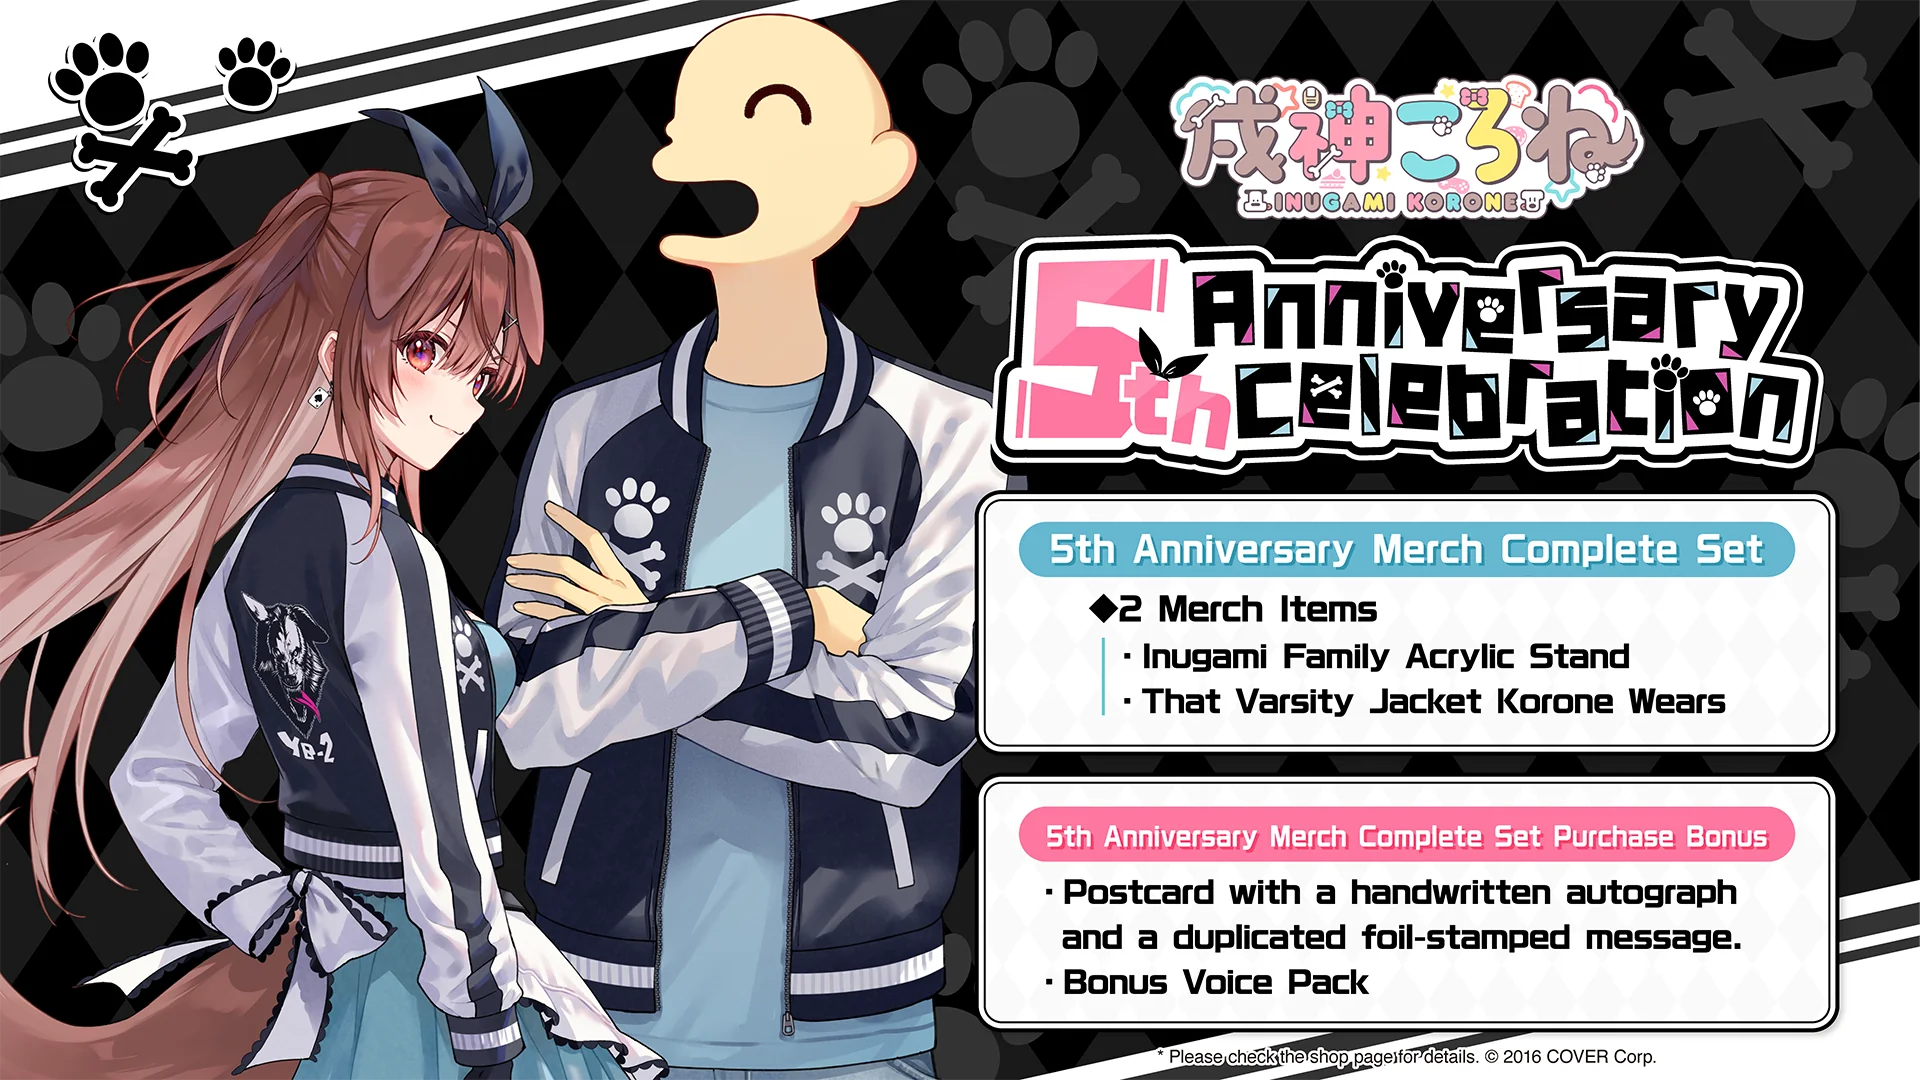 戌神ころね
INUGAMI KORONE
5th Anniversary
Celebration
5th Anniversary Merch Complete Set
◆2 Merch Items
· Inugami Family Acrylic Stand
· That Varsity Jacket Korone Wears
YB-2
5th Anniversary Merch Complete Set Purchase Bonus
· Postcard with a handwritten autograph
and a duplicated foil-stamped message.
· Bonus Voice Pack
* Please check the shop page for details. © 2016 COVER Corp.